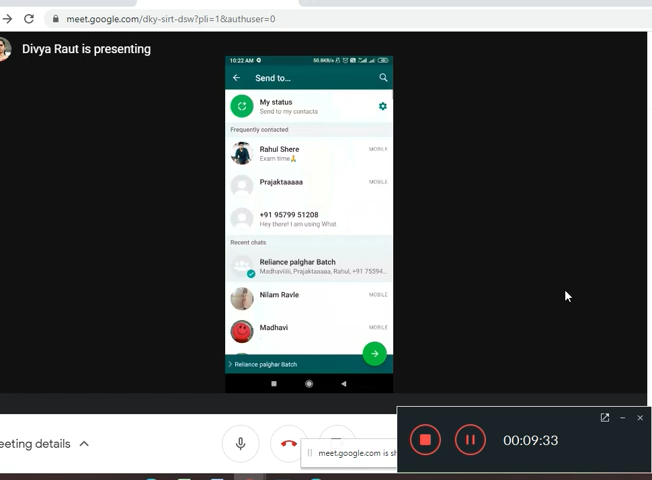 meet.google.com/dky-sirt-dsw?pli=1&authuser=0
Divya Raut is presenting
10:22 AM
Send to...
My status
Send to my contacts
Frequently contacted
Rahul Shere
MOBILE
Exam time🙏
Prajaktaaaaa
MOBILE
+91 95799 51208
Hey there! I am using What
Recent chats
Reliance palghar Batch
Madhaviiii, Prajaktaaaaa, Rahul, +91 75594...
Nilam Ravle
MOBILE
Madhavi
MOBILE
Reliance palghar Batch
eeting details
meet.google.com is sh
00:09:33